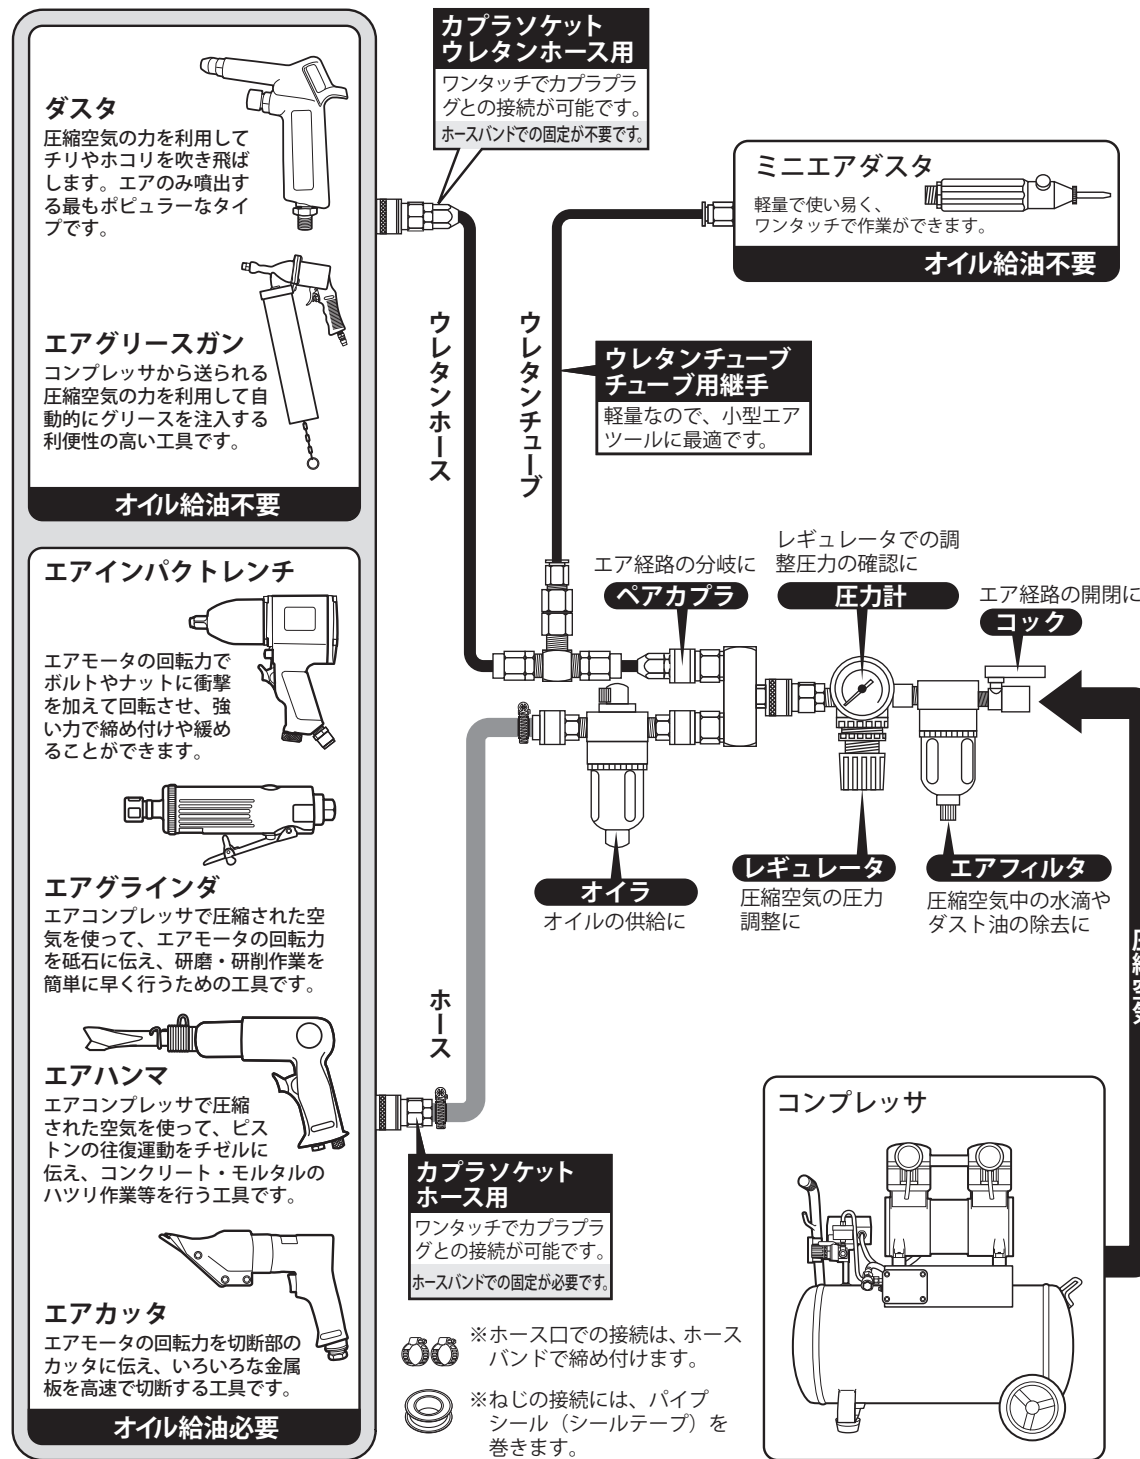 ダスタ
圧縮空気の力を利用して
チリやホコリを吹き飛ば
します。エアのみ噴出す
る最もポピュラーなタイ
プです。
エアグリースガン
コンプレッサから送られる
圧縮空気の力を利用して自
動的にグリースを注入する
利便性の高い工具です。
オイル給油不要
エアインパクトレンチ
エアモータの回転力で
ボルトやナットに衝撃
を加えて回転させ、強
い力で締め付けや緩め
ることができます。
エアグラインダ
エアコンプレッサで圧縮された空
気を使って、エアモータの回転力
を砥石に伝え、研磨・研削作業を
簡単に早く行うための工具です。
エアハンマ
エアコンプレッサで圧縮
された空気を使って、ピス
トンの往復運動をチゼルに
伝え、コンクリート・モルタルの
ハツリ作業等を行う工具です。
エアカッタ
エアモータの回転力を切断部の
カッタに伝え、いろいろな金属
板を高速で切断する工具です。
オイル給油必要
カプラソケット
ウレタンホース用
ワンタッチでカプラプラ
グとの接続が可能です。
ホースバンドでの固定が不要です。
ミニエアダスタ
軽量で使い易く、
ワンタッチで作業ができます。
オイル給油不要
ウレタンホース
ウレタンチューブ
ウレタンチューブ
チューブ用継手
軽量なので、小型エア
ツールに最適です。
エア経路の分岐に
ペアカプラ
レギュレータでの調
整圧力の確認に
圧力計
エア経路の開閉に
コック
オイラ
オイルの供給に
レギュレータ
圧縮空気の圧力
調整に
エアフィルタ
圧縮空気中の水滴や
ダスト油の除去に
圧縮空気
ホース
カプラソケット
ホース用
ワンタッチでカプラプラ
グとの接続が可能です。
ホースバンドでの固定が必要です。
※ホース口での接続は、ホース
バンドで締め付けます。
※ねじの接続には、パイプ
シール（シールテープ）を
巻きます。
コンプレッサ